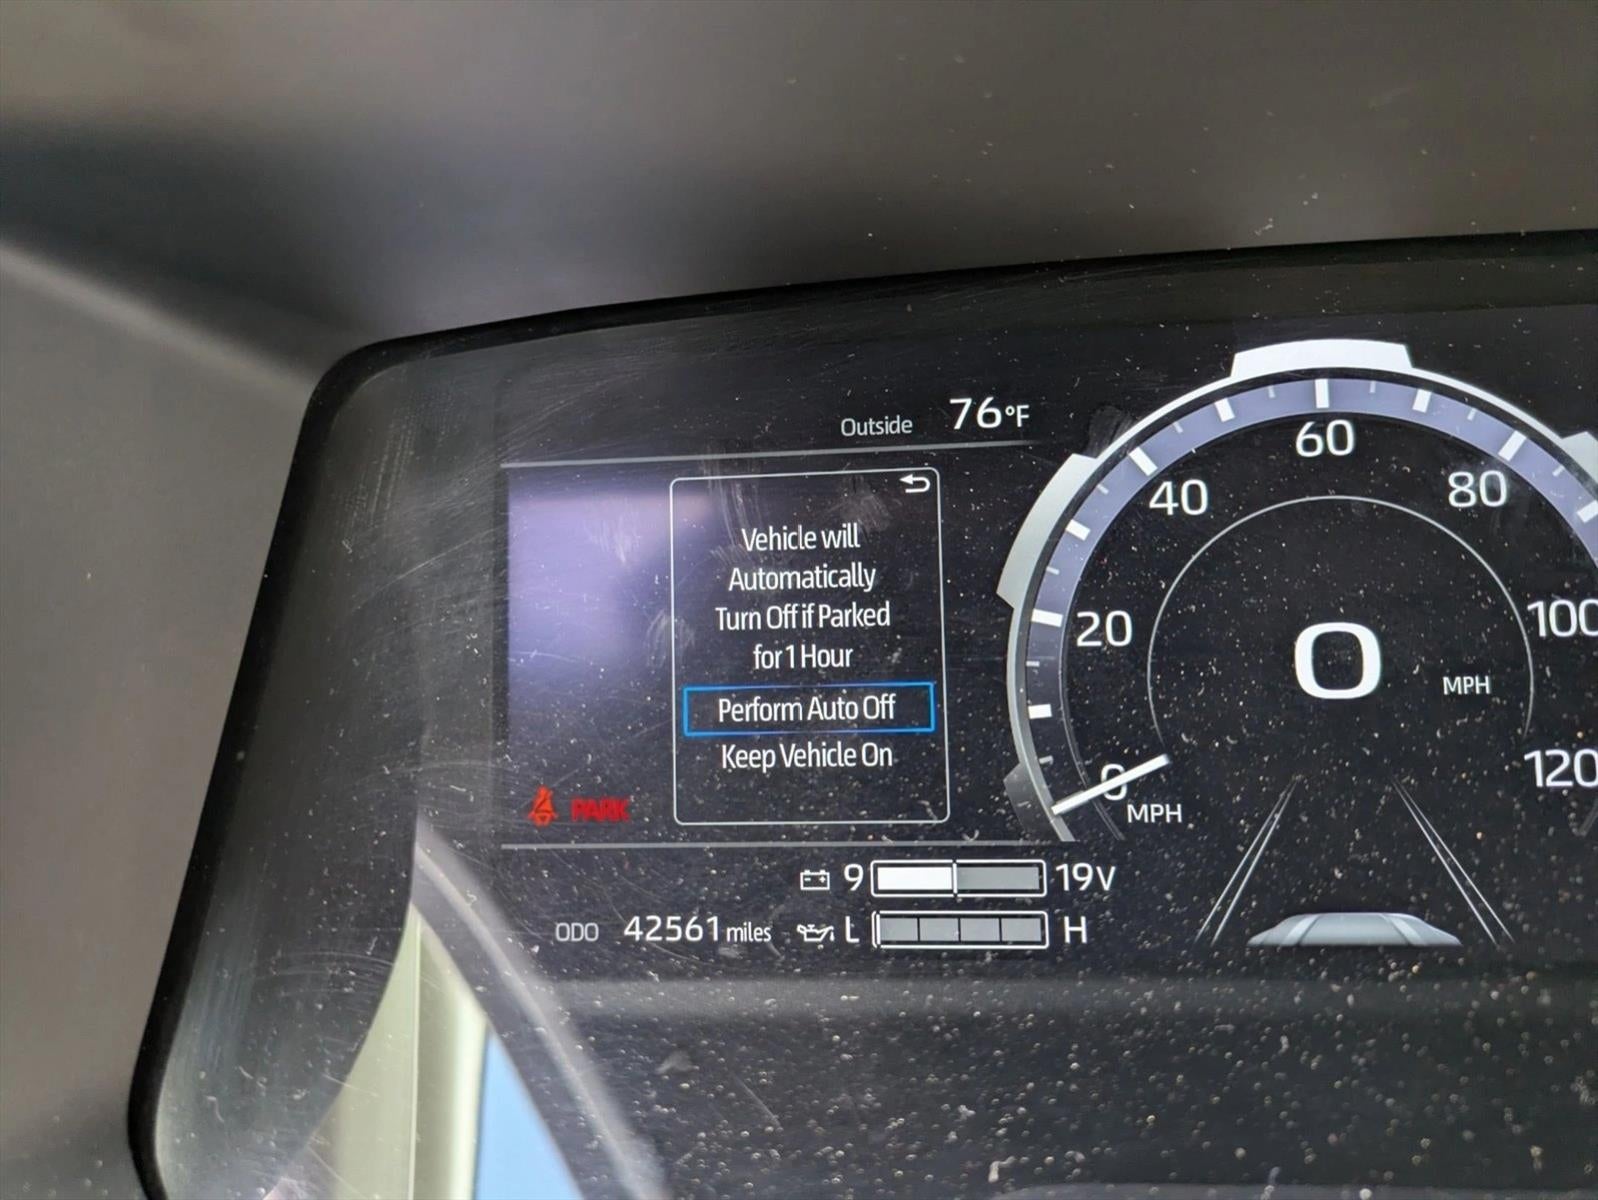 Outside 76°F
Vehicle will
Automatically
Turn Off if Parked
for 1 Hour
Perform Auto Off
Keep Vehicle On
PARK
9 19V
ODO 42561 miles L H
0
20
40
60
80
100
120
MPH
0 MPH